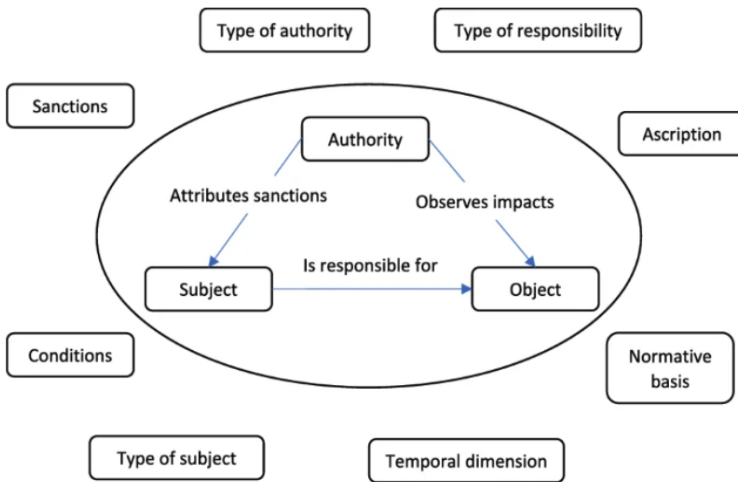 Type of authority
Type of responsibility
Sanctions
Ascription
Authority
Attributes sanctions
Observes impacts
Is responsible for
Subject
Object
Conditions
Normative
basis
Type of subject
Temporal dimension